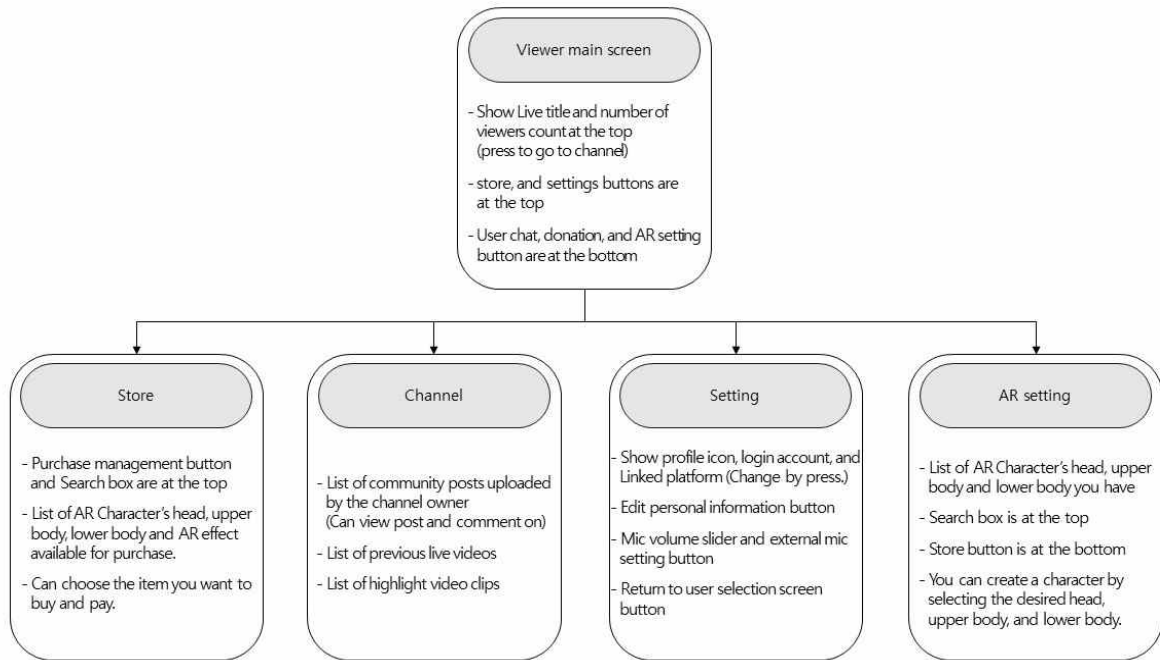 Viewer main screen
- Show Live title and number of
viewers count at the top
(press to go to channel)
- store, and settings buttons are
at the top
- User chat, donation, and AR setting
button are at the bottom
Store
- Purchase management button
and Search box are at the top
- List of AR Character's head, upper
body, lower body and AR effect
available for purchase.
- Can choose the item you want to
buy and pay.
Channel
- List of community posts uploaded
by the channel owner
(Can view post and comment on)
- List of previous live videos
- List of highlight video clips
Setting
- Show profile icon, login account, and
Linked platform (Change by press.)
- Edit personal information button
- Mic volume slider and external mic
setting button
- Return to user selection screen
button
AR setting
- List of AR Character's head, upper
body and lower body you have
- Search box is at the top
- Store button is at the bottom
- You can create a character by
selecting the desired head,
upper body, and lower body.